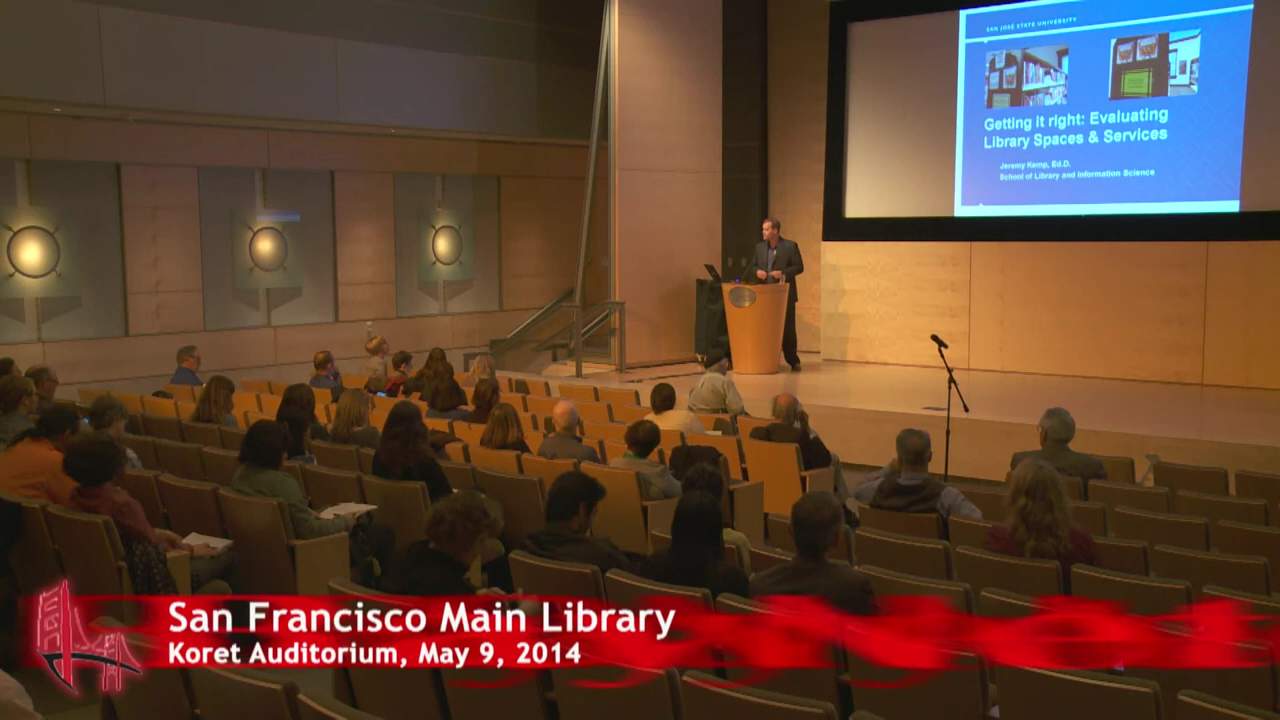 SAN JOSÉ STATE UNIVERSITY
Getting it right: Evaluating
Library Spaces & Services
Jeremy Kemp, Ed.D.
School of Library and Information Science
San Francisco Main Library
Koret Auditorium, May 9, 2014